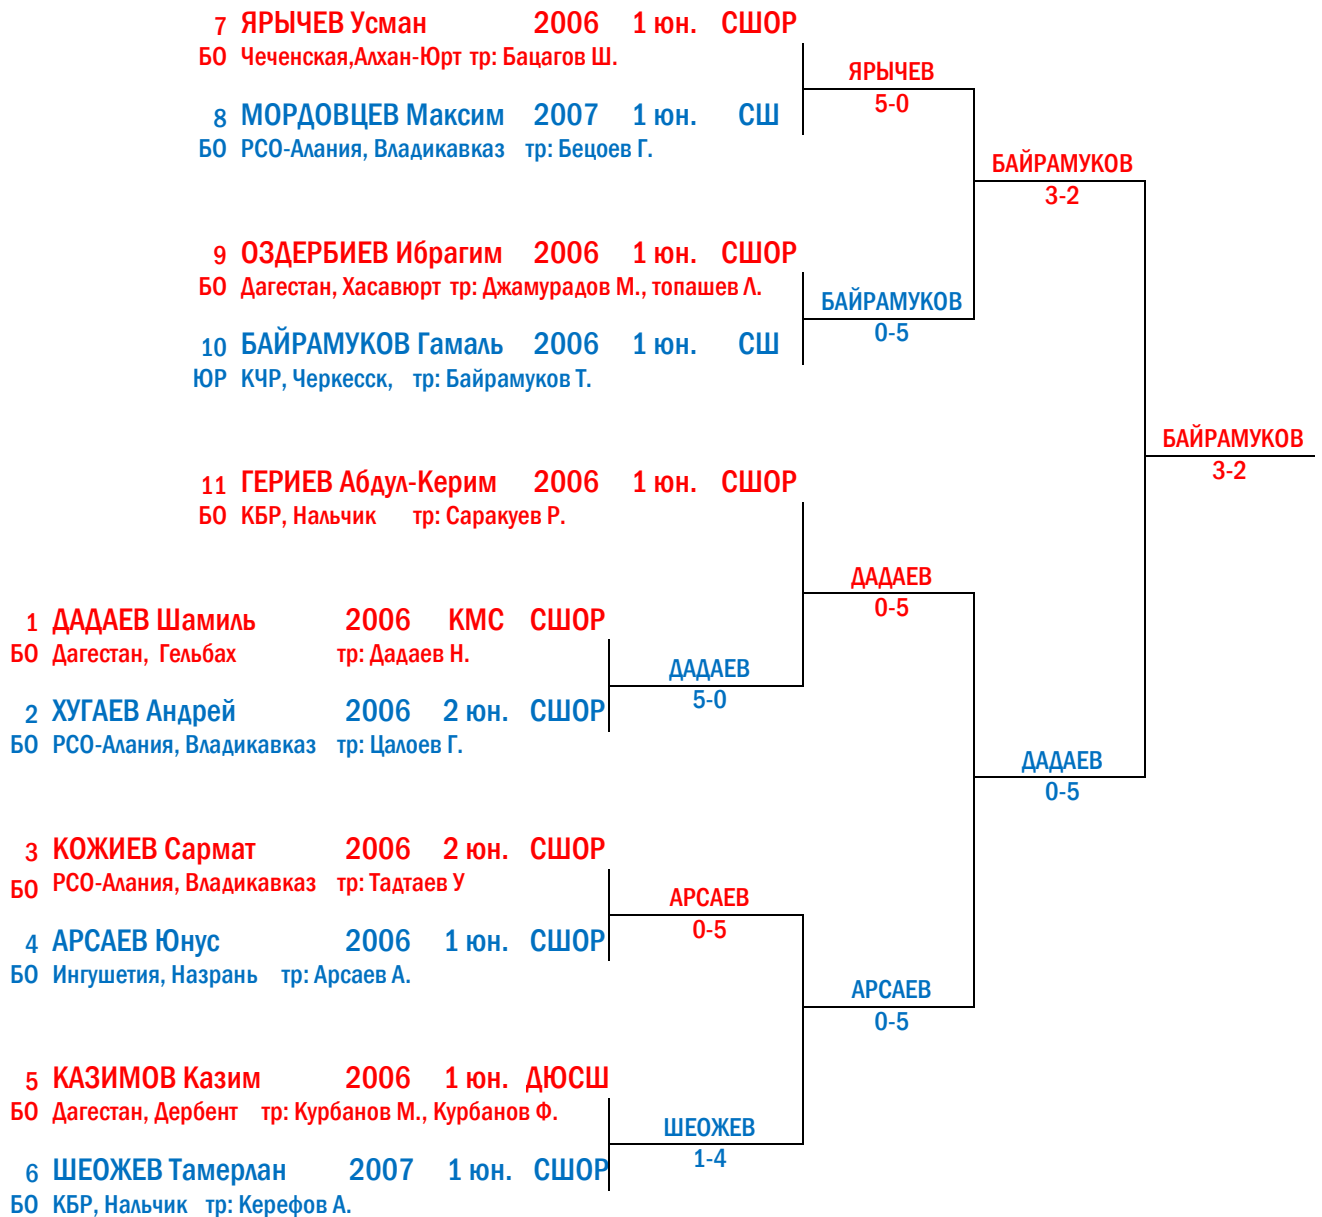 7 ЯРЫЧЕВ Усман 2006 1 юн. СШОР
БО Чеченская,Алхан-Юрт тр: Бацагов Ш.
ЯРЫЧЕВ
5-0
8 МОРДОВЦЕВ Максим 2007 1 юн. СШ
БО РСО-Алания, Владикавказ тр: Бецоев Г.
БАЙРАМУКОВ
3-2
9 ОЗДЕРБИЕВ Ибрагим 2006 1 юн. СШОР
БО Дагестан, Хасавюрт тр: Джамурадов М., топашев Л.
БАЙРАМУКОВ
0-5
10 БАЙРАМУКОВ Гамаль 2006 1 юн. СШ
ЮР КЧР, Черкесск, тр: Байрамуков Т.
БАЙРАМУКОВ
3-2
11 ГЕРИЕВ Абдул-Керим 2006 1 юн. СШОР
БО КБР, Нальчик тр: Саракуев Р.
ДАДАЕВ
0-5
1 ДАДАЕВ Шамиль 2006 КМС СШОР
БО Дагестан, Гельбах тр: Дадаев Н.
ДАДАЕВ
5-0
2 ХУГАЕВ Андрей 2006 2 юн. СШОР
БО РСО-Алания, Владикавказ тр: Цалоев Г.
ДАДАЕВ
0-5
3 КОЖИЕВ Сармат 2006 2 юн. СШОР
БО РСО-Алания, Владикавказ тр: Тадтаев У
АРСАЕВ
0-5
4 АРСАЕВ Юнус 2006 1 юн. СШОР
БО Ингушетия, Назрань тр: Арсаев А.
АРСАЕВ
0-5
5 КАЗИМОВ Казим 2006 1 юн. ДЮСШ
БО Дагестан, Дербент тр: Курбанов М., Курбанов Ф.
ШЕОЖЕВ
1-4
6 ШЕОЖЕВ Тамерлан 2007 1 юн. СШОР
БО КБР, Нальчик тр: Керефов А.